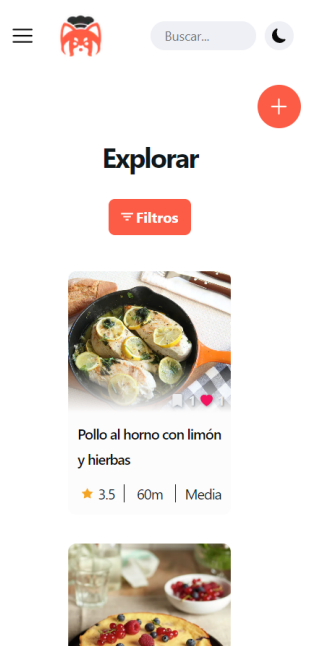 Buscar...
Explorar
Filtros
1 1
Pollo al horno con limón
y hierbas
3.5 60m Media